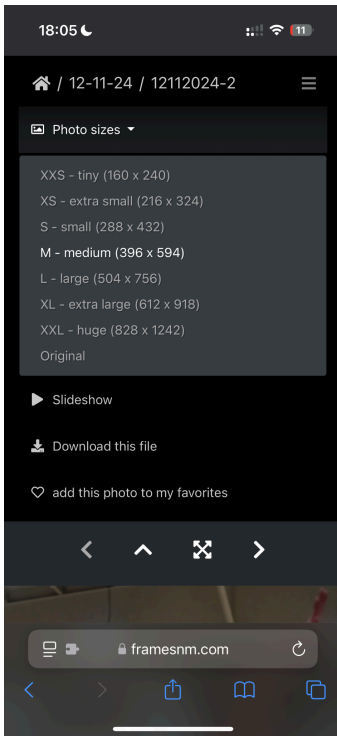 18:05
11
/ 12-11-24 / 12112024-2
Photo sizes
XXS - tiny (160 x 240)
XS - extra small (216 x 324)
S - small (288 x 432)
M - medium (396 x 594)
L - large (504 x 756)
XL - extra large (612 x 918)
XXL - huge (828 x 1242)
Original
Slideshow
Download this file
add this photo to my favorites
framesnm.com